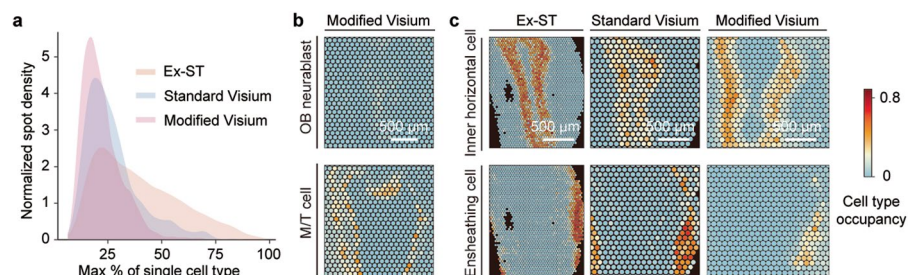 a
Normalized spot density
5
4
3
2
1
0
25
50
75
100
Max % of single cell type
Ex-ST
Standard Visium
Modified Visium
b
Modified Visium
OB neurablast
500 μm
M/T cell
c
Ex-ST
Standard Visium
Modified Visium
Inner horizontal cell
500 μm
500 μm
500 μm
Ensheathing cell
0.8
0
Cell type
occupancy